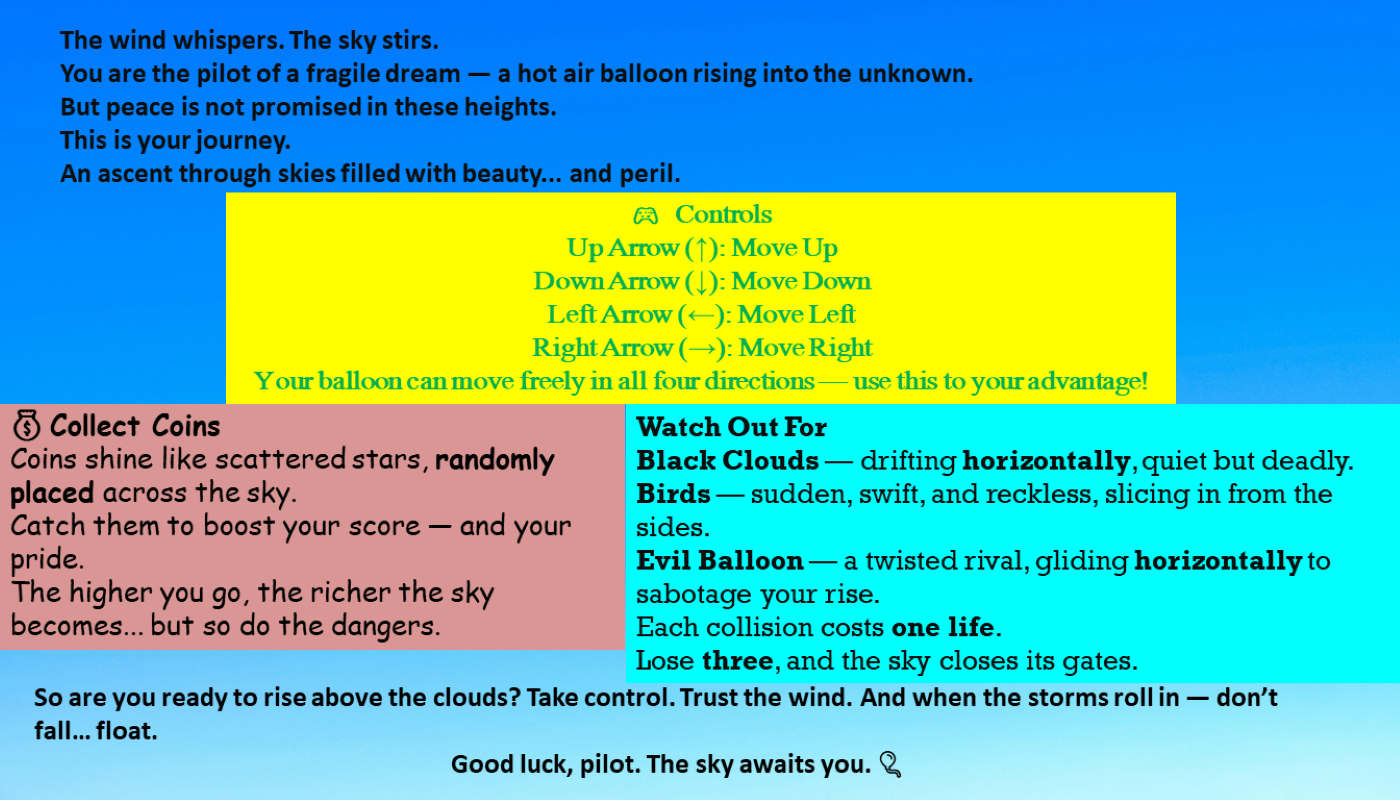 The wind whispers. The sky stirs.
You are the pilot of a fragile dream — a hot air balloon rising into the unknown.
But peace is not promised in these heights.
This is your journey.
An ascent through skies filled with beauty... and peril.
🎮 Controls
Up Arrow (↑): Move Up
Down Arrow (↓): Move Down
Left Arrow (←): Move Left
Right Arrow (→): Move Right
Your balloon can move freely in all four directions — use this to your advantage!
💰 Collect Coins
Coins shine like scattered stars, randomly
placed across the sky.
Catch them to boost your score — and your
pride.
The higher you go, the richer the sky
becomes... but so do the dangers.
Watch Out For
Black Clouds — drifting horizontally, quiet but deadly.
Birds — sudden, swift, and reckless, slicing in from the
sides.
Evil Balloon — a twisted rival, gliding horizontally to
sabotage your rise.
Each collision costs one life.
Lose three, and the sky closes its gates.
So are you ready to rise above the clouds? Take control. Trust the wind. And when the storms roll in — don’t
fall... float.
Good luck, pilot. The sky awaits you. 🎈